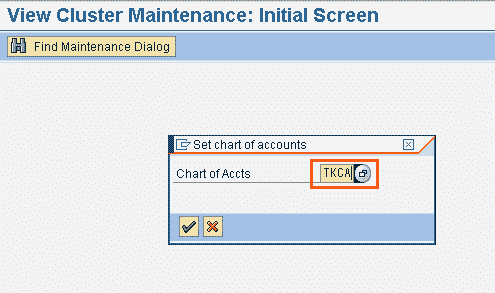 View Cluster Maintenance: Initial Screen
Find Maintenance Dialog
Set chart of accounts
Chart of Accts TKCA